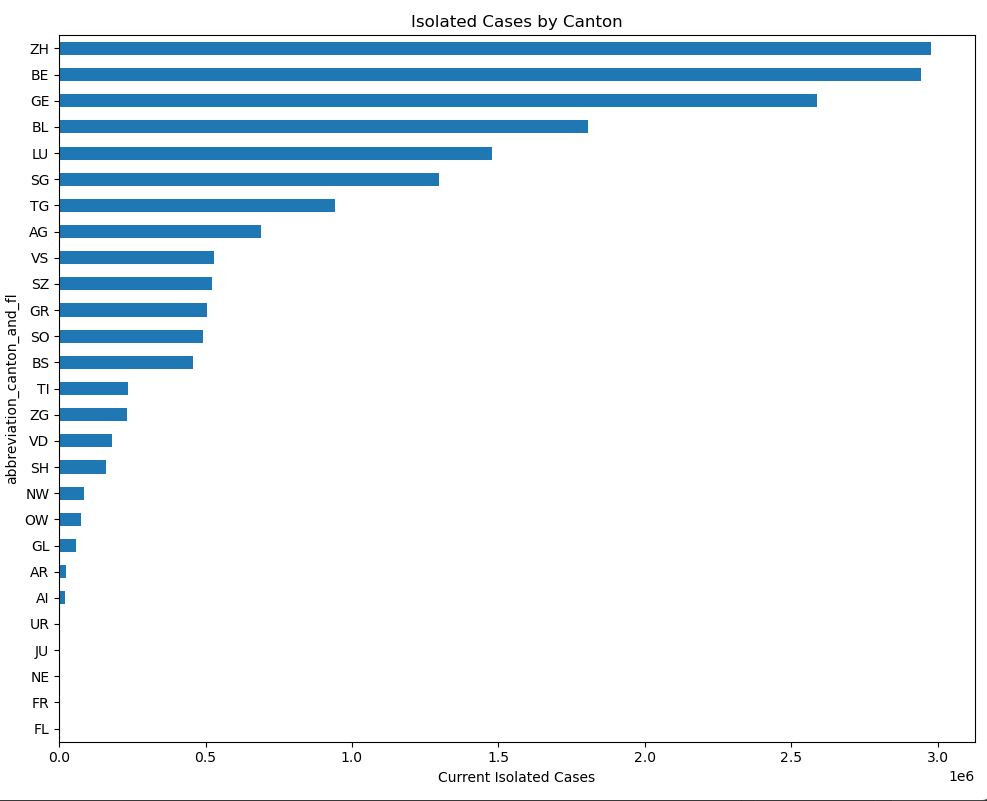 Isolated Cases by Canton
ZH
BE
GE
BL
LU
SG
TG
AG
VS
SZ
GR
SO
BS
TI
ZG
VD
SH
NW
OW
GL
AR
AI
UR
JU
NE
FR
FL
abbreviation_canton_and_fl
0.0 0.5 1.0 1.5 2.0 2.5 3.0
1e6
Current Isolated Cases